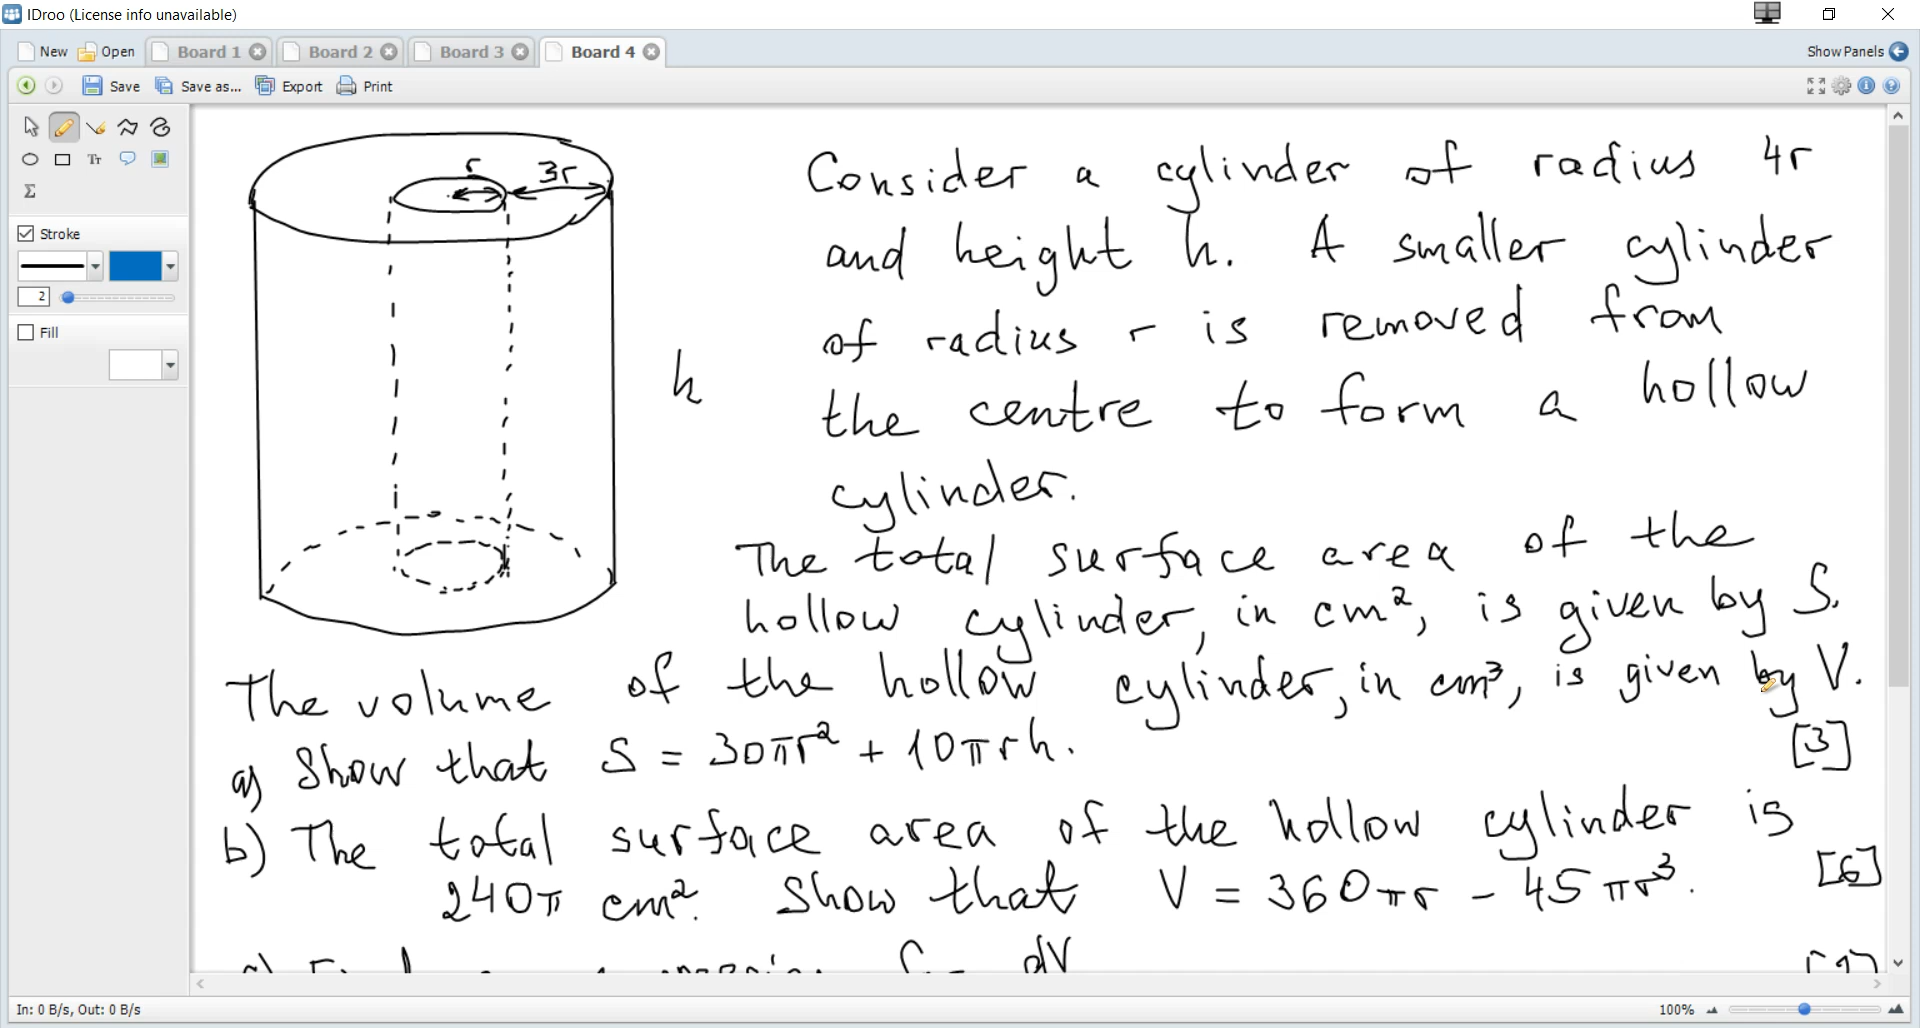 IDroo (License info unavailable)
New Open Board 1 Board 2 Board 3 Board 4 Show Panels
Save Save as... Export Print
Tt
Σ
Stroke
2
Fill
r 3r
h
Consider a cylinder of radius 4r
and height h. A smaller cylinder
of radius r is removed from
the centre to form a hollow
cylinder.
The total surface area of the
hollow cylinder, in cm², is given by S.
The volume of the hollow cylinder, in cm³, is given by V.
a) Show that S = 30πr² + 10πrh. [3]
b) The total surface area of the hollow cylinder is
240π cm². Show that V = 360πr - 45πr³. [6]
dV
In: 0 B/s, Out: 0 B/s 100%